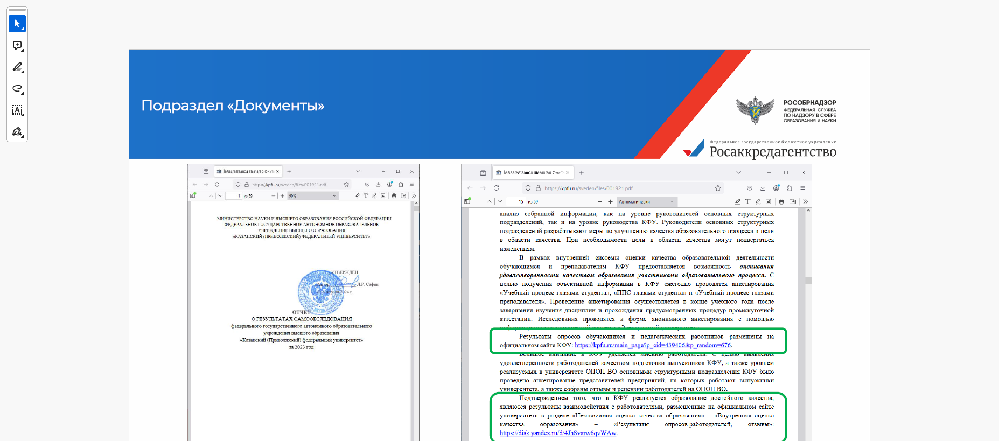 Подраздел «Документы»
РОСОБРНАДЗОР
ФЕДЕРАЛЬНАЯ СЛУЖБА
ПО НАДЗОРУ В СФЕРЕ
ОБРАЗОВАНИЯ И НАУКИ
Федеральное государственное бюджетное учреждение
Росаккредагентство
https://kpfu.ru/sveden/files/001921.pdf
1 из 59
90%
МИНИСТЕРСТВО НАУКИ И ВЫСШЕГО ОБРАЗОВАНИЯ РОССИЙСКОЙ ФЕДЕРАЦИИ
ФЕДЕРАЛЬНОЕ ГОСУДАРСТВЕННОЕ АВТОНОМНОЕ ОБРАЗОВАТЕЛЬНОЕ
УЧРЕЖДЕНИЕ ВЫСШЕГО ОБРАЗОВАНИЯ
«КАЗАНСКИЙ (ПРИВОЛЖСКИЙ) ФЕДЕРАЛЬНЫЙ УНИВЕРСИТЕТ»
УТВЕРЖДЕН
Л.Р. Сафин
апреля 2024 г.
ОТЧЕТ
О РЕЗУЛЬТАТАХ САМООБСЛЕДОВАНИЯ
федерального государственного автономного образовательного
учреждения высшего образования
«Казанский (Приволжский) федеральный университет»
за 2023 год
https://kpfu.ru/sveden/files/001921.pdf
15 из 59
Автоматически
анализ собранной информации, как на уровне руководителей основных структурных
подразделений, так и на уровне руководства КФУ. Руководители основных структурных
подразделений разрабатывают меры по улучшению качества образовательного процесса и цели
в области качества. При необходимости цели в области качества могут подвергаться
изменениям.
В рамках внутренней системы оценки качества образовательной деятельности
обучающимся и преподавателям КФУ предоставляется возможность оценивания
удовлетворенности качеством образования участниками образовательного процесса. С
целью получения объективной информации в КФУ ежегодно проводятся анкетирования
«Учебный процесс глазами студента», «ППС глазами студента» и «Учебный процесс глазами
преподавателя». Проведение анкетирования осуществляется в конце учебного года после
завершения изучения дисциплин и прохождения предусмотренных процедур промежуточной
аттестации. Исследования проводятся в форме анонимного анкетирования с помощью
информационно-аналитической системы «Электронный университет».
Результаты опросов обучающихся и педагогических работников размещены на
официальном сайте КФУ: https://kpfu.ru/main_page?p_cid=439406&p_random=676.
Большое внимание в КФУ уделяется мнению работодателя. С целью выявления
удовлетворенности работодателей качеством подготовки выпускников КФУ, а также уровнем
реализуемых в университете ОПОП ВО основными структурными подразделения КФУ было
проведено анкетирование представителей предприятий, на которых работают выпускники
университета, а также собраны отзывы и рецензии работодателей на ОПОП ВО.
Подтверждением того, что в КФУ реализуется образование достойного качества,
являются результаты взаимодействия с работодателями, размещенные на официальном сайте
университета в разделе «Независимая оценка качества образования» – «Внутренняя оценка
качества образования» – «Результаты опросов работодателей, отзывы»:
https://disk.yandex.ru/d/4JhSvarw6qvWAw.